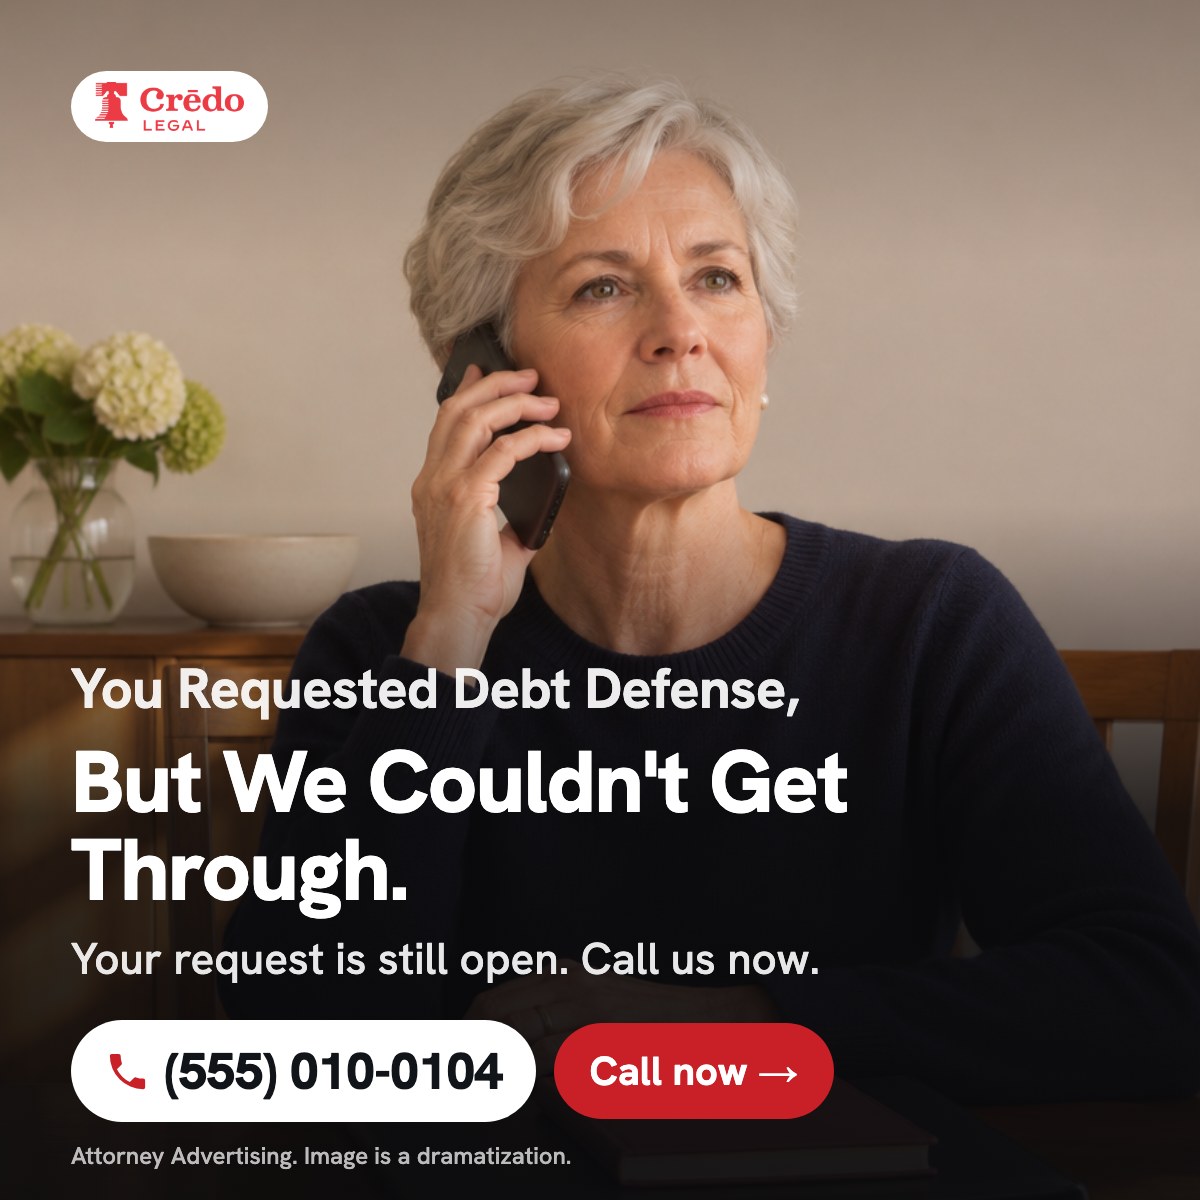 Crēdo
LEGAL
You Requested Debt Defense,
But We Couldn't Get
Through.
Your request is still open. Call us now.
(555) 010-0104
Call now →
Attorney Advertising. Image is a dramatization.